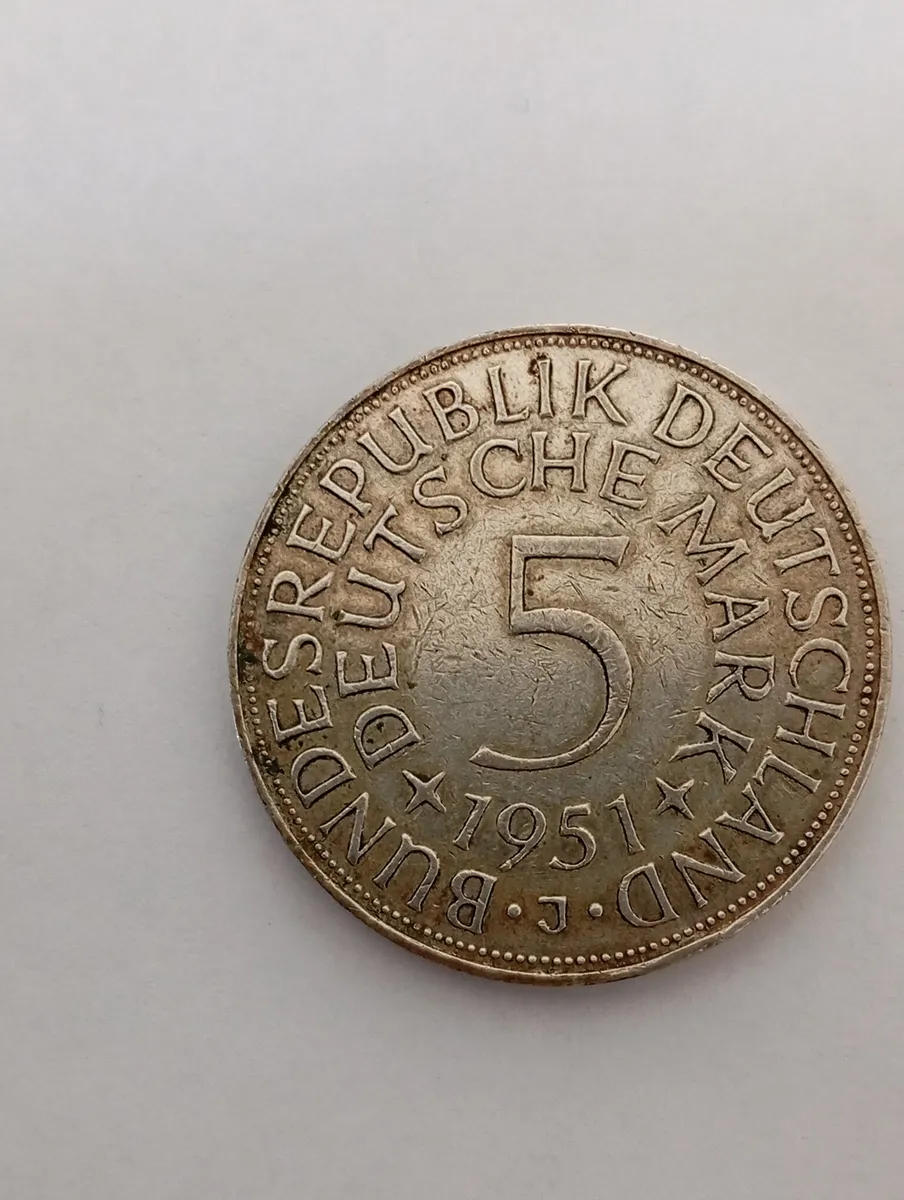 BUNDESREPUBLIK DEUTSCHLAND
DEUTSCHE MARK
5
1951
· J ·